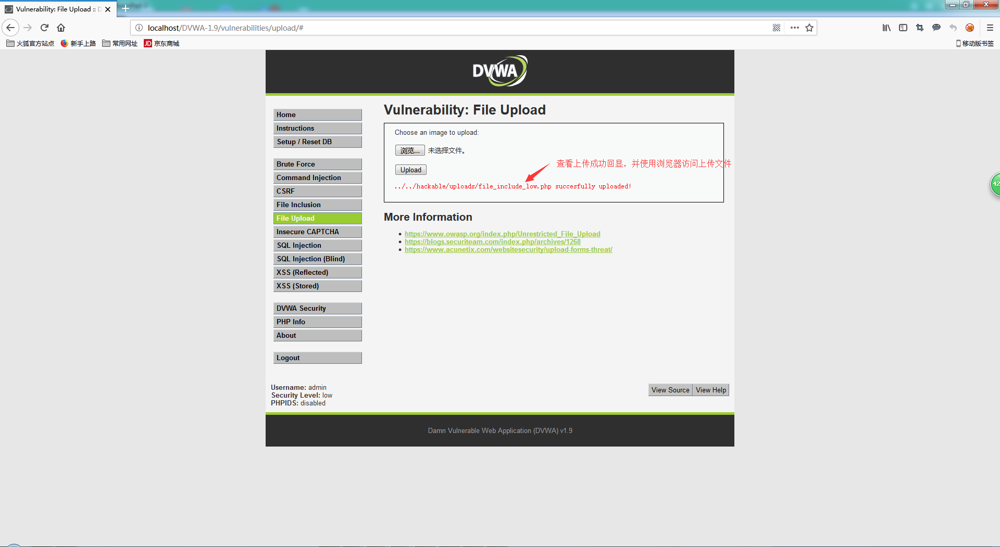 Vulnerability: File Upload :: D
localhost/DVWA-1.9/vulnerabilities/upload/#
火狐官方站点
新手上路
常用网址
JD 京东商城
移动版书签
DVWA
Home
Instructions
Setup / Reset DB
Brute Force
Command Injection
CSRF
File Inclusion
File Upload
Insecure CAPTCHA
SQL Injection
SQL Injection (Blind)
XSS (Reflected)
XSS (Stored)
DVWA Security
PHP Info
About
Logout
Vulnerability: File Upload
Choose an image to upload:
浏览... 未选择文件。
查看上传成功回显，并使用浏览器访问上传文件
Upload
../../hackable/uploads/file_include_low.php succesfully uploaded!
More Information
https://www.owasp.org/index.php/Unrestricted_File_Upload
https://blogs.securiteam.com/index.php/archives/1268
https://www.acunetix.com/websitesecurity/upload-forms-threat/
42
Username: admin
Security Level: low
PHPIDS: disabled
View Source
View Help
Damn Vulnerable Web Application (DVWA) v1.9